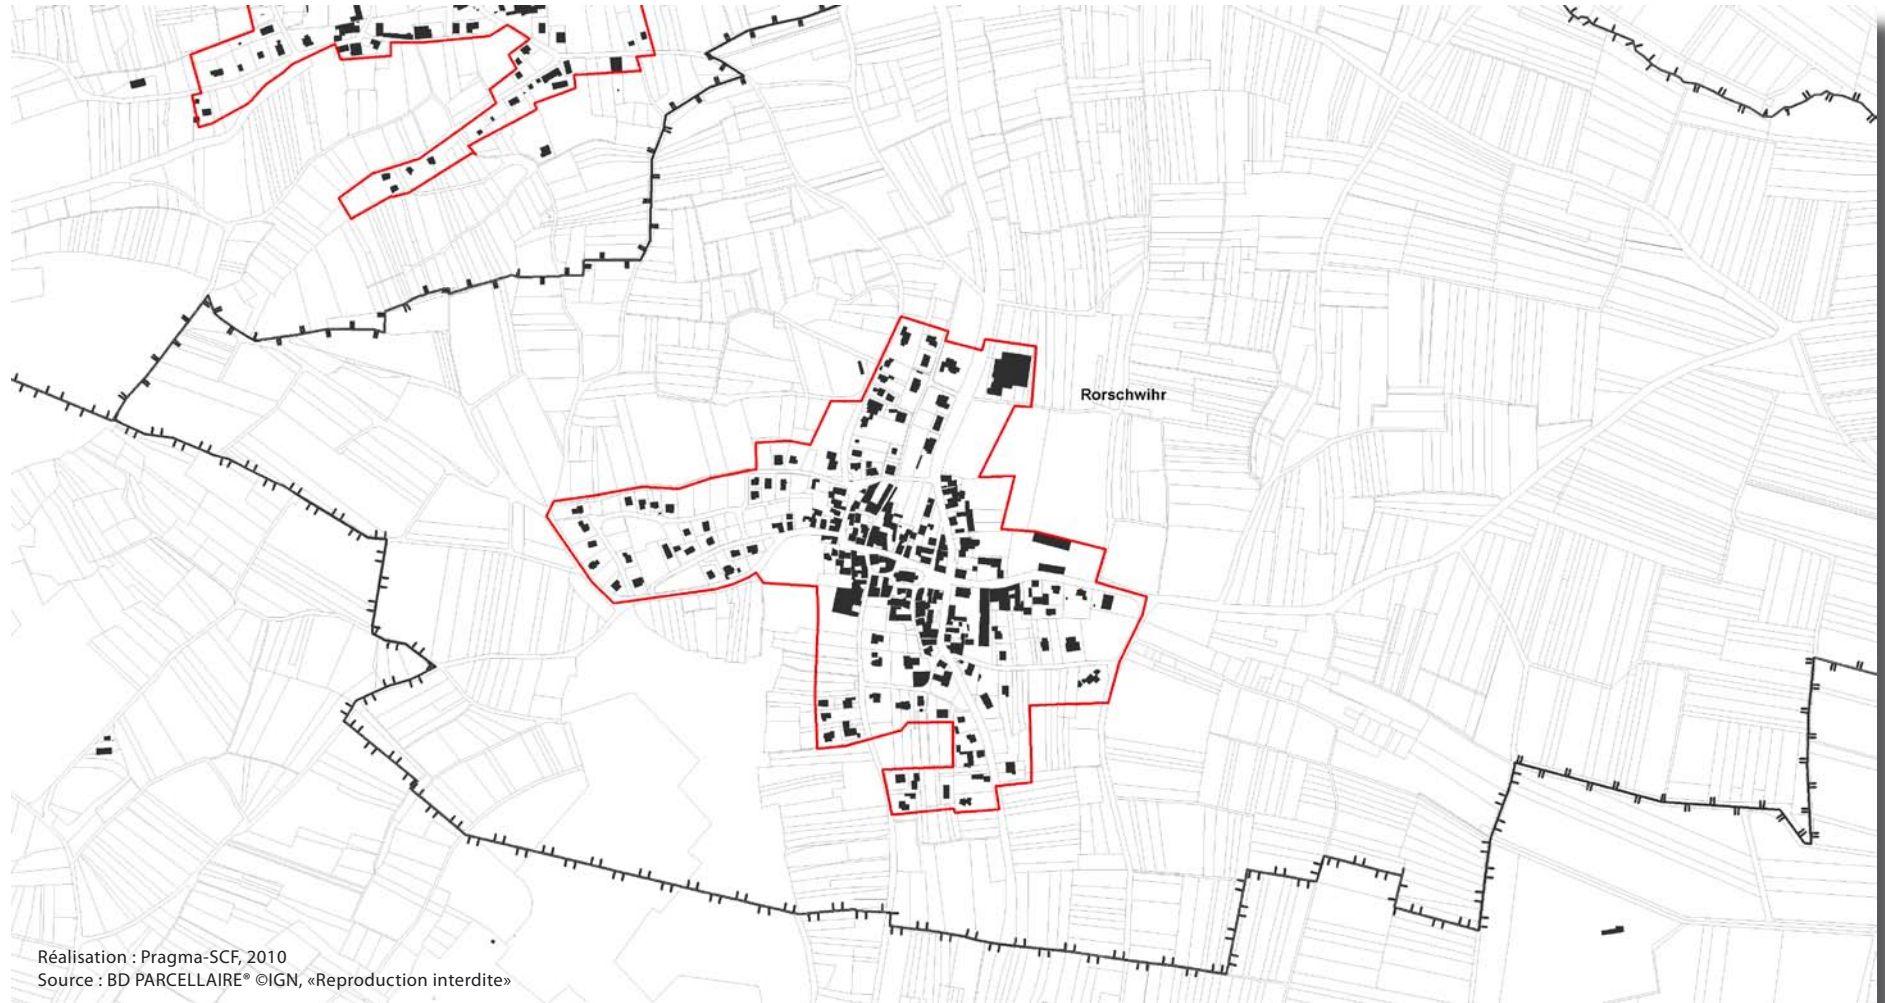 Rorschwihr
Réalisation : Pragma-SCF, 2010
Source : BD PARCELLAIRE® ©IGN, «Reproduction interdite»